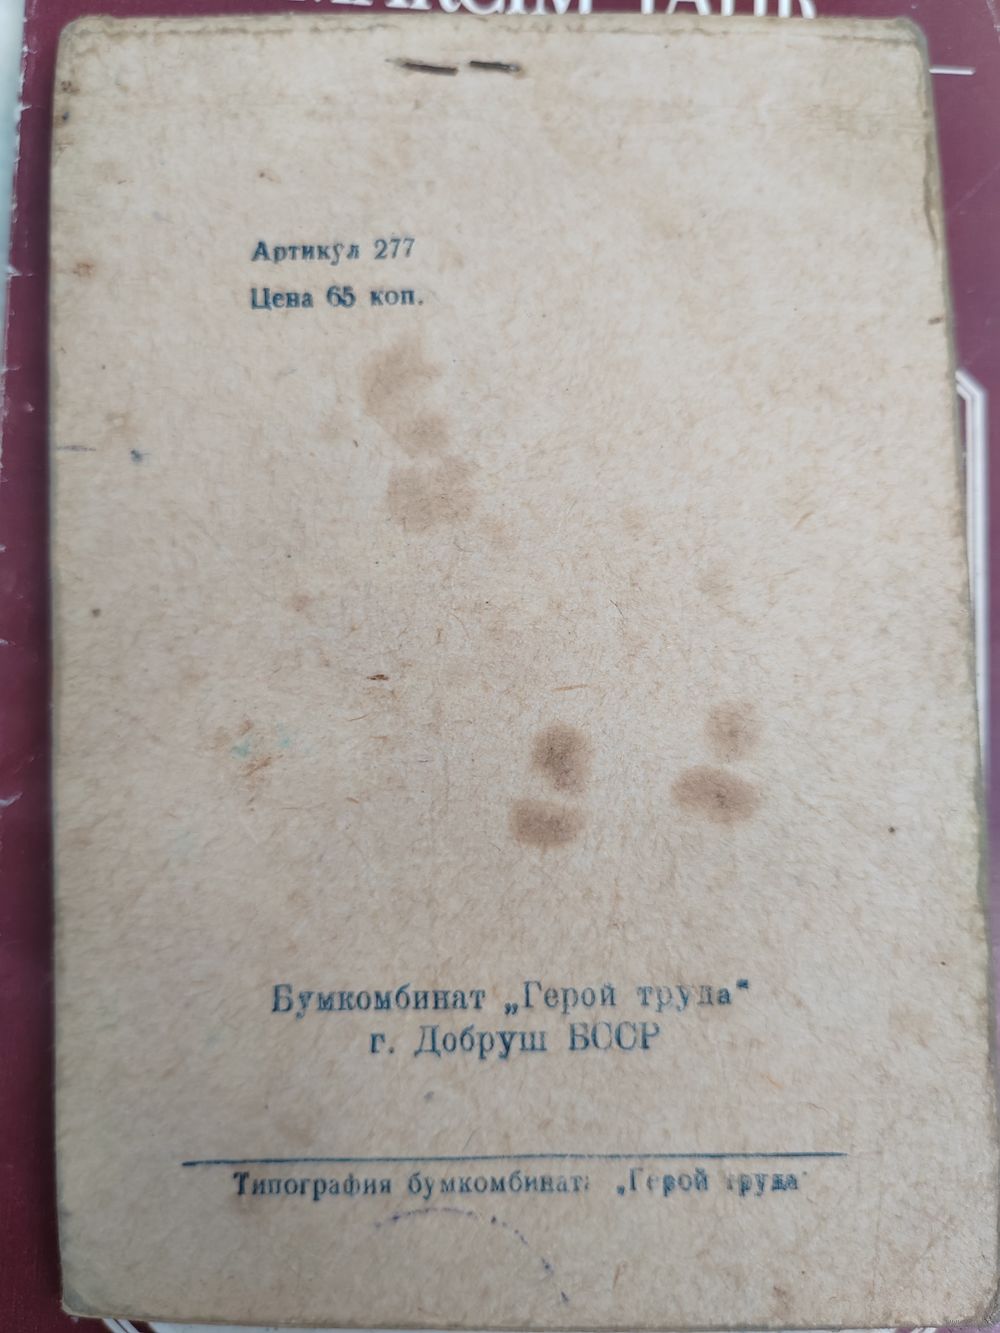 Артикул 277
Цена 65 коп.
Бумкомбинат „Герой труда“
г. Добруш БССР
Типография бумкомбината „Герой труда“